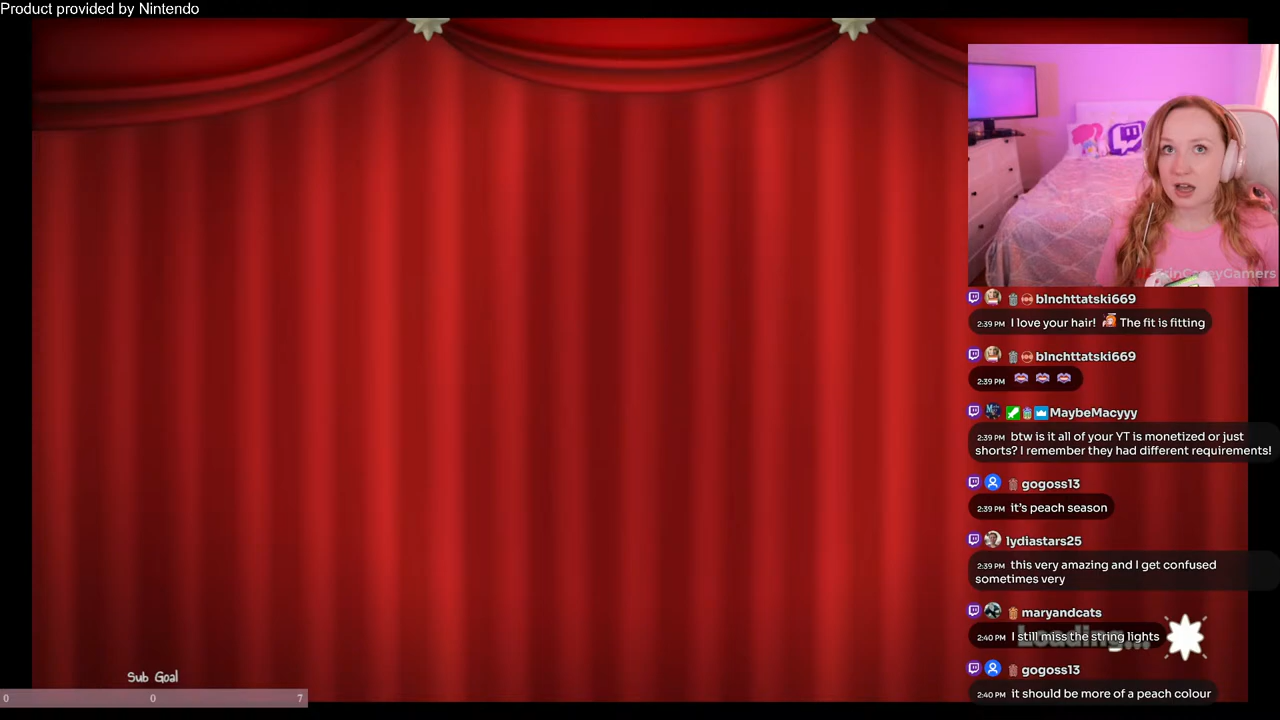 Product provided by Nintendo
blnchttatski669
2:39 PM I love your hair! The fit is fitting
blnchttatski669
2:39 PM
MaybeMacyyy
2:39 PM btw is it all of your YT is monetized or just
shorts? I remember they had different requirements!
gogoss13
2:39 PM it's peach season
lydiastars25
2:39 PM this very amazing and I get confused
sometimes very
maryandcats
2:40 PM I still miss the string lights
Loading...
gogoss13
2:40 PM it should be more of a peach colour
Sub Goal
0 0 7